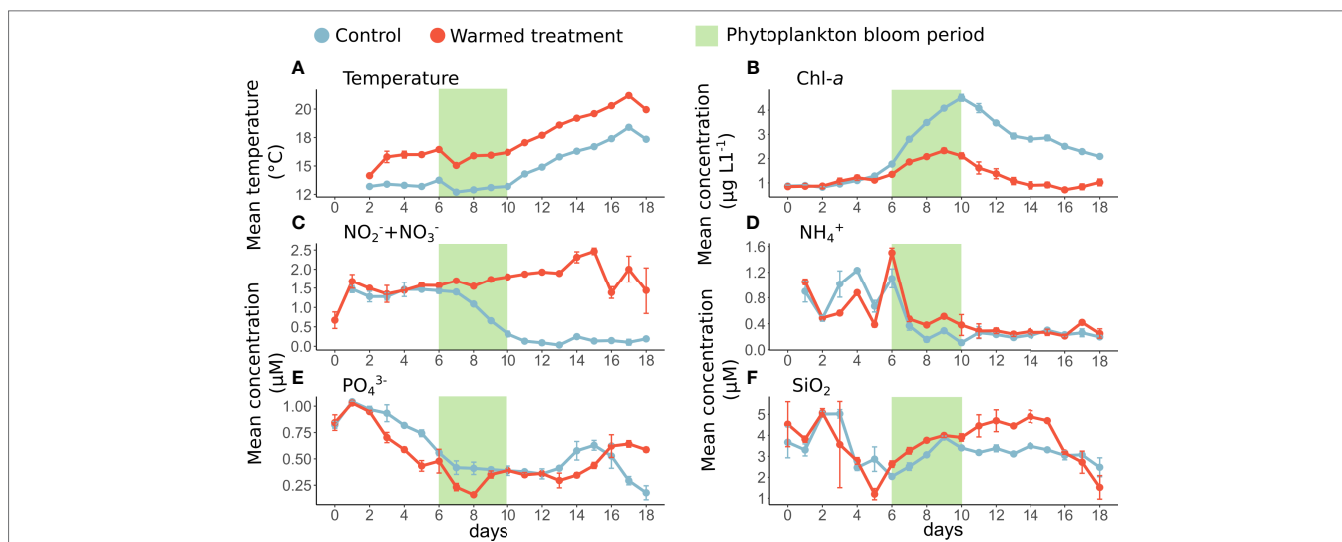 Control Warmed treatment Phytoplankton bloom period
A Temperature
B Chl-a
Mean temperature
(°C)
20
18
15
12
0 2 4 6 8 10 12 14 16 18
Mean concentration
(µg L1⁻¹)
4
3
2
1
0 2 4 6 8 10 12 14 16 18
C NO₂⁻+NO₃⁻
D NH₄⁺
Mean concentration
(µM)
2.5
2.0
1.5
1.0
0.5
0.0
0 2 4 6 8 10 12 14 16 18
Mean concentration
(µM)
1.6
1.2
0.8
0.4
0.0
0 2 4 6 8 10 12 14 16 18
E PO₄³⁻
F SiO₂
1.00
0.75
0.50
0.25
0 2 4 6 8 10 12 14 16 18
days
5
4
3
2
1
0 2 4 6 8 10 12 14 16 18
days